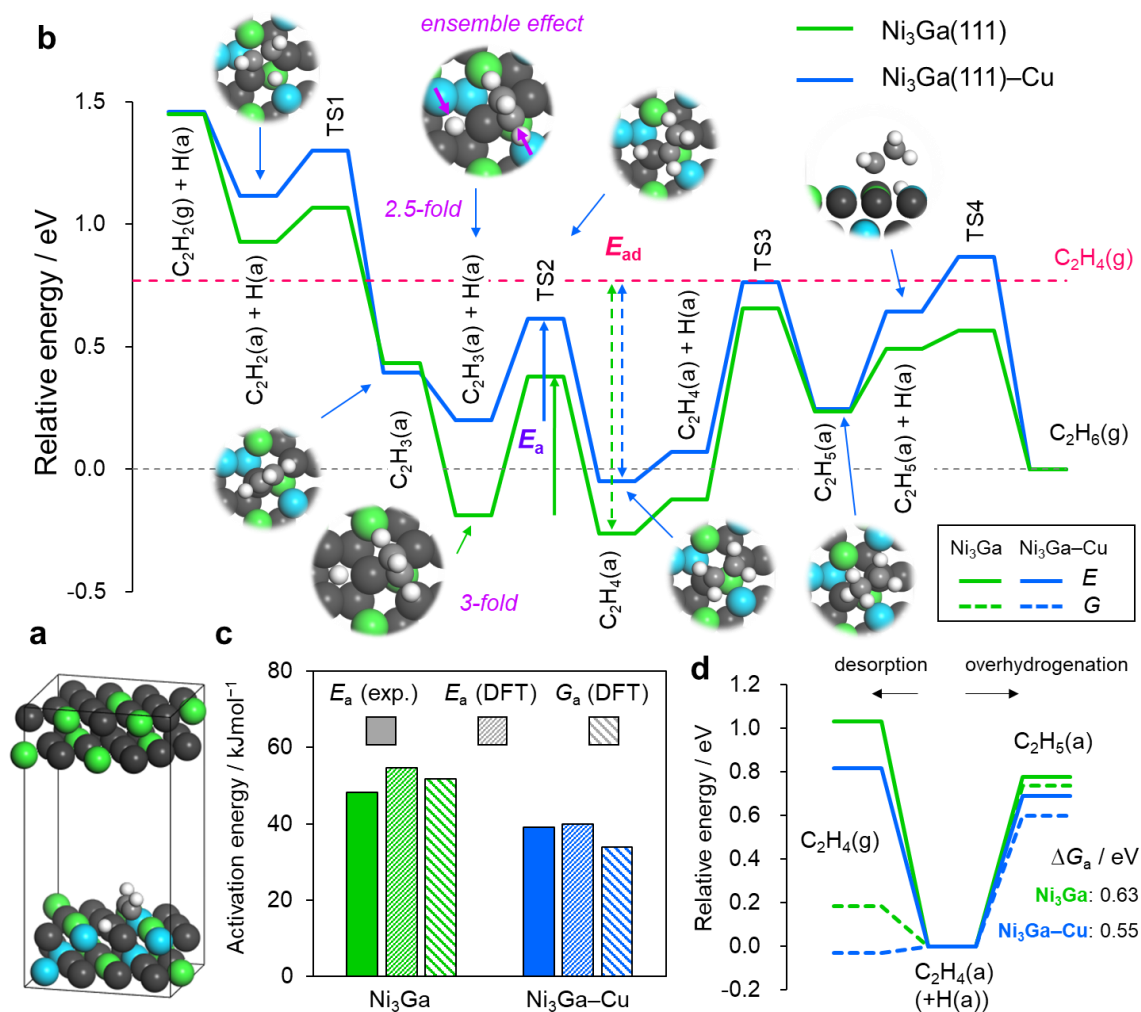 b
ensemble effect
Ni₃Ga(111)
Ni₃Ga(111)–Cu
Relative energy / eV
1.5
1.0
0.5
0.0
-0.5
C₂H₂(g) + H(a)
C₂H₂(a) + H(a)
TS1
C₂H₃(a)
2.5-fold
C₂H₃(a) + H(a)
3-fold
TS2
Eₐ
E_ad
C₂H₄(a)
C₂H₄(a) + H(a)
TS3
C₂H₅(a)
C₂H₅(a) + H(a)
TS4
C₂H₄(g)
C₂H₆(g)
Ni₃Ga Ni₃Ga–Cu
E
G
a
c
Activation energy / kJmol⁻¹
80
60
40
20
0
Eₐ (exp.) Eₐ (DFT) Gₐ (DFT)
Ni₃Ga Ni₃Ga–Cu
d
desorption overhydrogenation
Relative energy / eV
1.2
1.0
0.8
0.6
0.4
0.2
0.0
-0.2
C₂H₄(g)
C₂H₅(a)
ΔGₐ / eV
Ni₃Ga: 0.63
Ni₃Ga–Cu: 0.55
C₂H₄(a)
(+H(a))